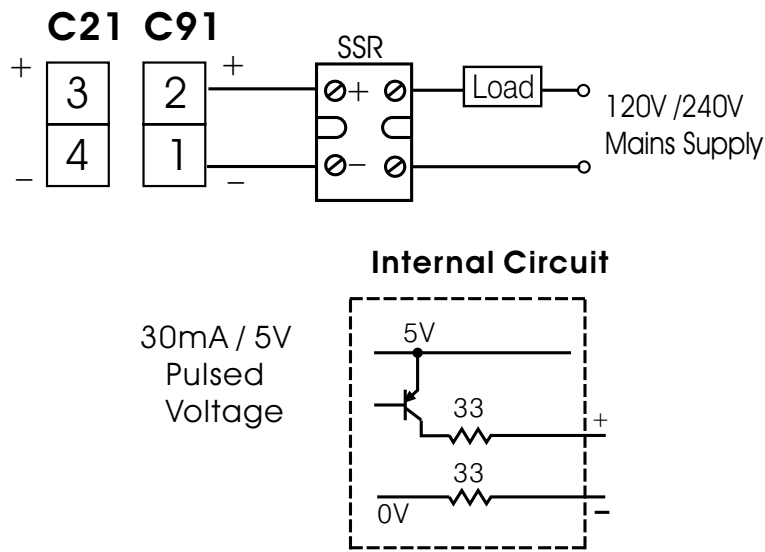 C21 C91
SSR
+ 3 2 + + Load
120V /240V
Mains Supply
- 4 1 - -
Internal Circuit
30mA / 5V
Pulsed
Voltage
5V
33
+
33
0V
-